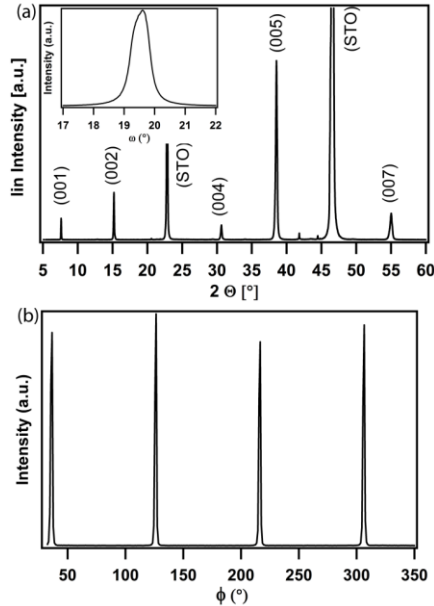 (a)
Intensity (a.u.)
17 18 19 20 21 22
ω (°)
Iin Intensity [a.u.]
(001)
(002)
(STO)
(004)
(005)
(STO)
(007)
5 10 15 20 25 30 35 40 45 50 55 60
2 Θ [°]
(b)
Intensity (a.u.)
50 100 150 200 250 300 350
ϕ (°)